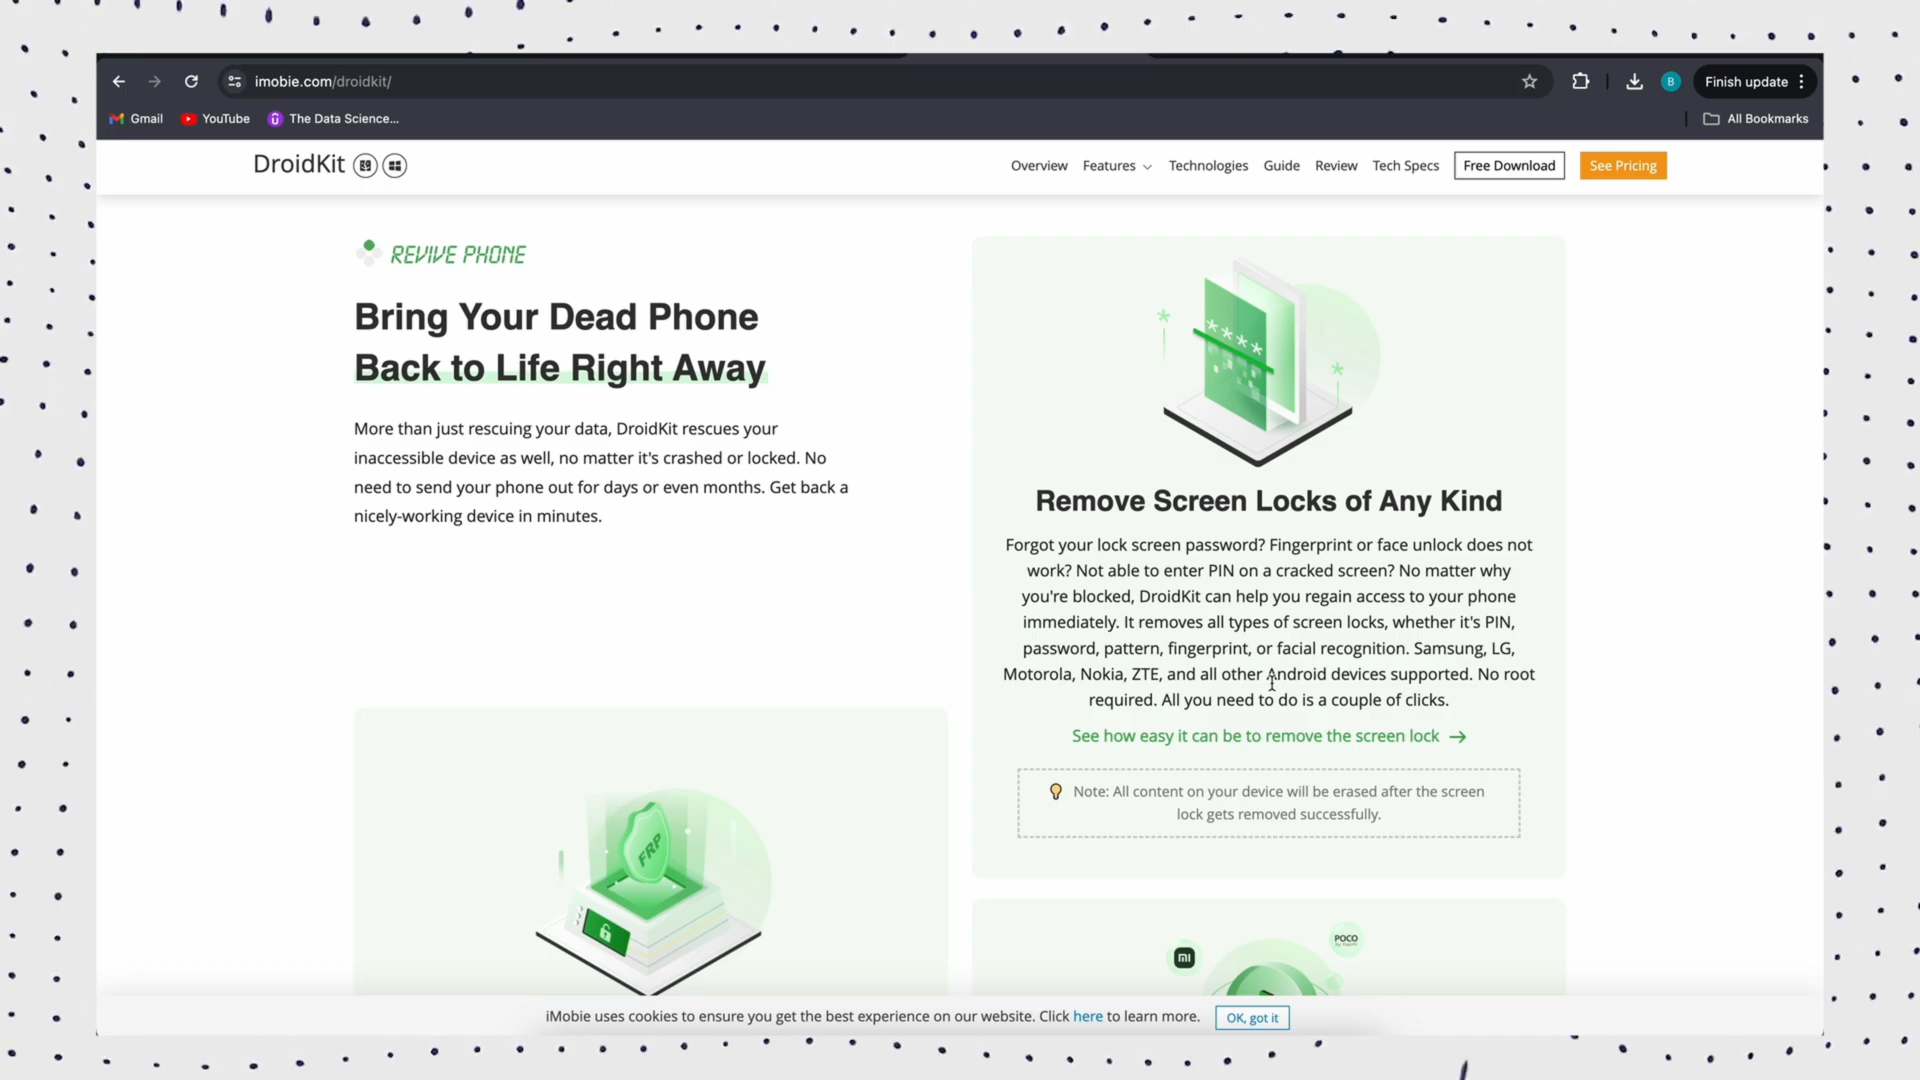 imobie.com/droidkit/
B
Finish update
Gmail
YouTube
The Data Science...
All Bookmarks
DroidKit
Overview
Features
Technologies
Guide
Review
Tech Specs
Free Download
See Pricing
REVIVE PHONE
Bring Your Dead Phone
Back to Life Right Away
More than just rescuing your data, DroidKit rescues your
inaccessible device as well, no matter it's crashed or locked. No
need to send your phone out for days or even months. Get back a
nicely-working device in minutes.
****
Remove Screen Locks of Any Kind
Forgot your lock screen password? Fingerprint or face unlock does not
work? Not able to enter PIN on a cracked screen? No matter why
you're blocked, DroidKit can help you regain access to your phone
immediately. It removes all types of screen locks, whether it's PIN,
password, pattern, fingerprint, or facial recognition. Samsung, LG,
Motorola, Nokia, ZTE, and all other Android devices supported. No root
required. All you need to do is a couple of clicks.
See how easy it can be to remove the screen lock →
Note: All content on your device will be erased after the screen
lock gets removed successfully.
FRP
mi
POCO
iMobie uses cookies to ensure you get the best experience on our website. Click here to learn more.
OK, got it